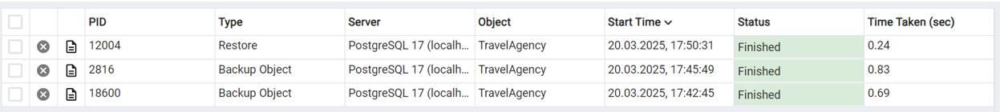 PID Type Server Object Start Time Status Time Taken (sec)
12004 Restore PostgreSQL 17 (localh... TravelAgency 20.03.2025, 17:50:31 Finished 0.24
2816 Backup Object PostgreSQL 17 (localh... TravelAgency 20.03.2025, 17:45:49 Finished 0.83
18600 Backup Object PostgreSQL 17 (localh... TravelAgency 20.03.2025, 17:42:45 Finished 0.69